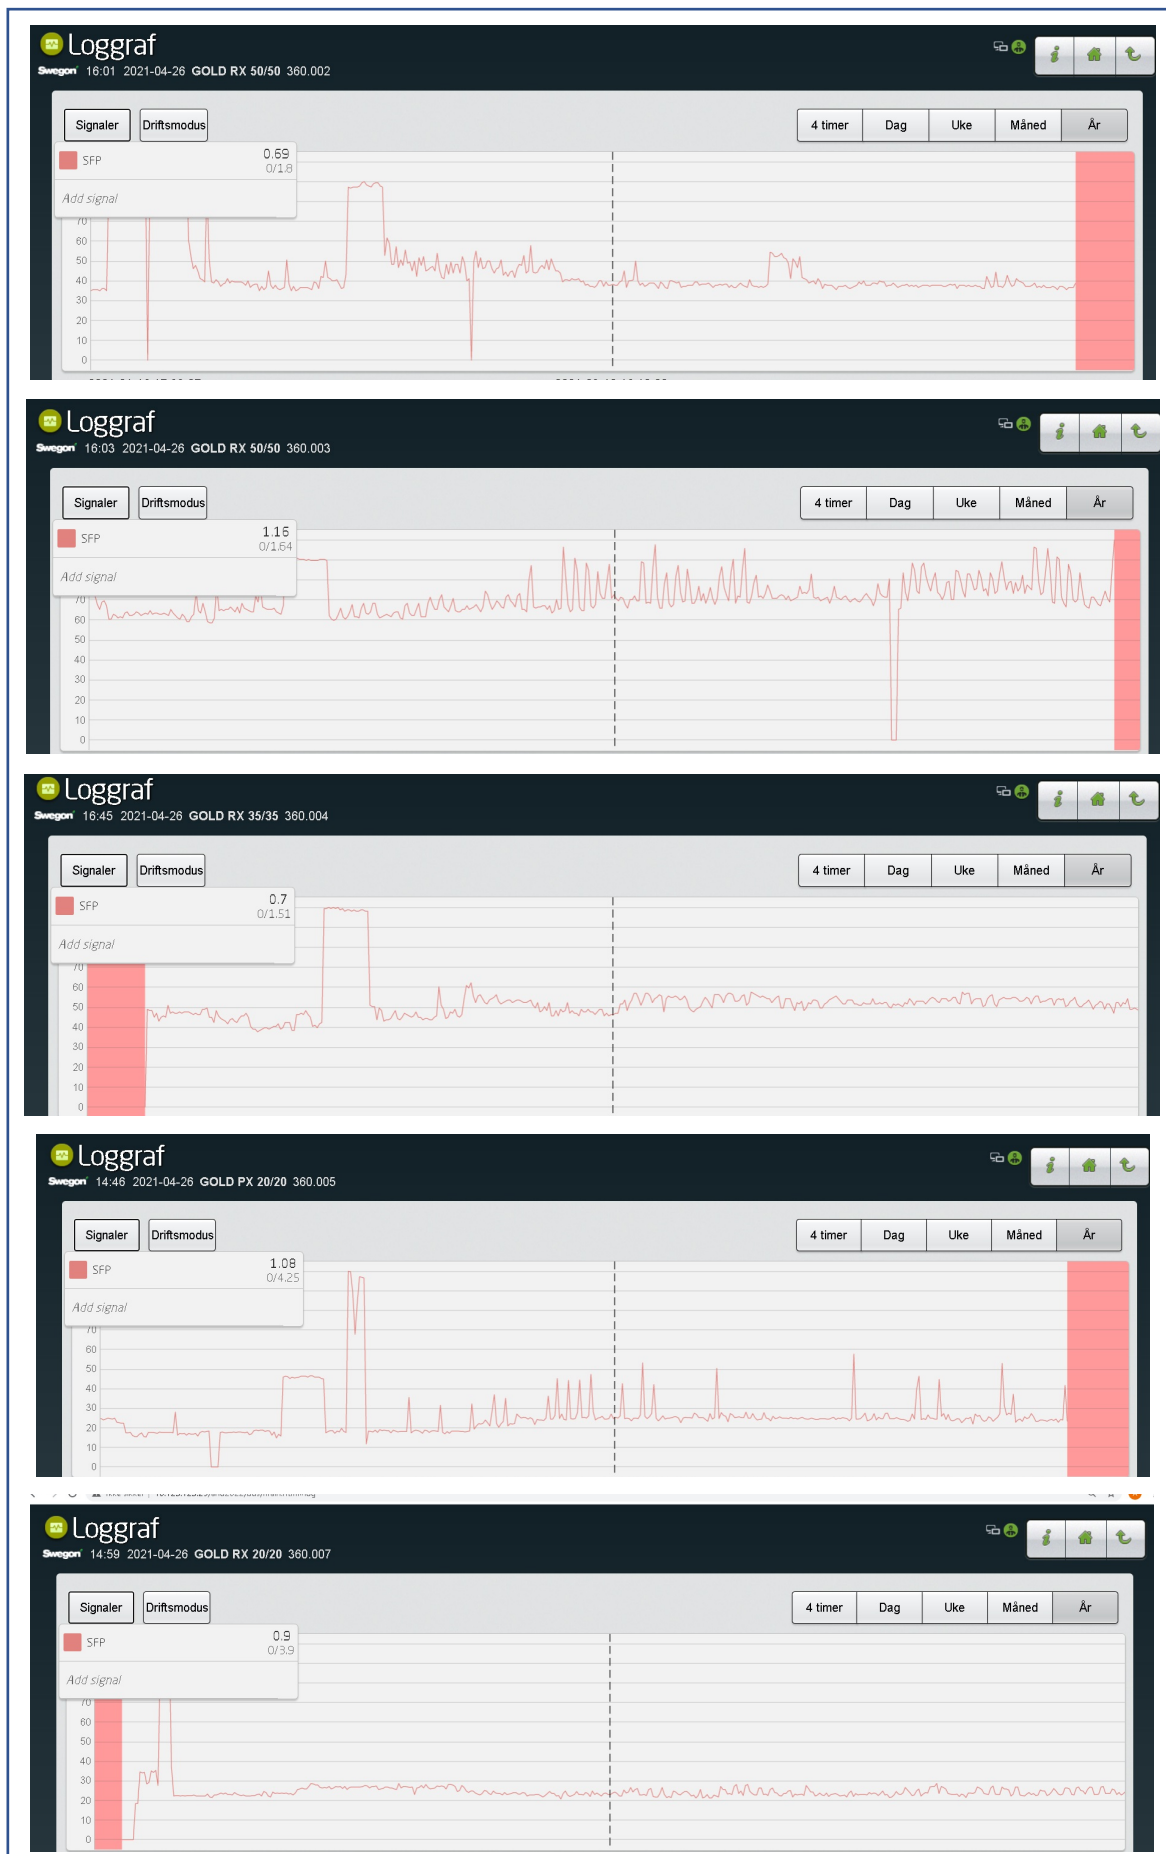 Loggraf
Swegon 16:01 2021-04-26 GOLD RX 50/50 360.002
Signaler Driftsmodus 4 timer Dag Uke Måned År
SFP 0.69
0/1.8
Add signal
70
60
50
40
30
20
10
0
Loggraf
Swegon 16:03 2021-04-26 GOLD RX 50/50 360.003
Signaler Driftsmodus 4 timer Dag Uke Måned År
SFP 1.16
0/1.64
Add signal
70
60
50
40
30
20
10
0
Loggraf
Swegon 16:45 2021-04-26 GOLD RX 35/35 360.004
Signaler Driftsmodus 4 timer Dag Uke Måned År
SFP 0.7
0/1.51
Add signal
70
60
50
40
30
20
10
0
Loggraf
Swegon 14:46 2021-04-26 GOLD PX 20/20 360.005
Signaler Driftsmodus 4 timer Dag Uke Måned År
SFP 1.08
0/4.25
Add signal
70
60
50
40
30
20
10
0
Loggraf
Swegon 14:59 2021-04-26 GOLD RX 20/20 360.007
Signaler Driftsmodus 4 timer Dag Uke Måned År
SFP 0.9
0/3.9
Add signal
70
60
50
40
30
20
10
0